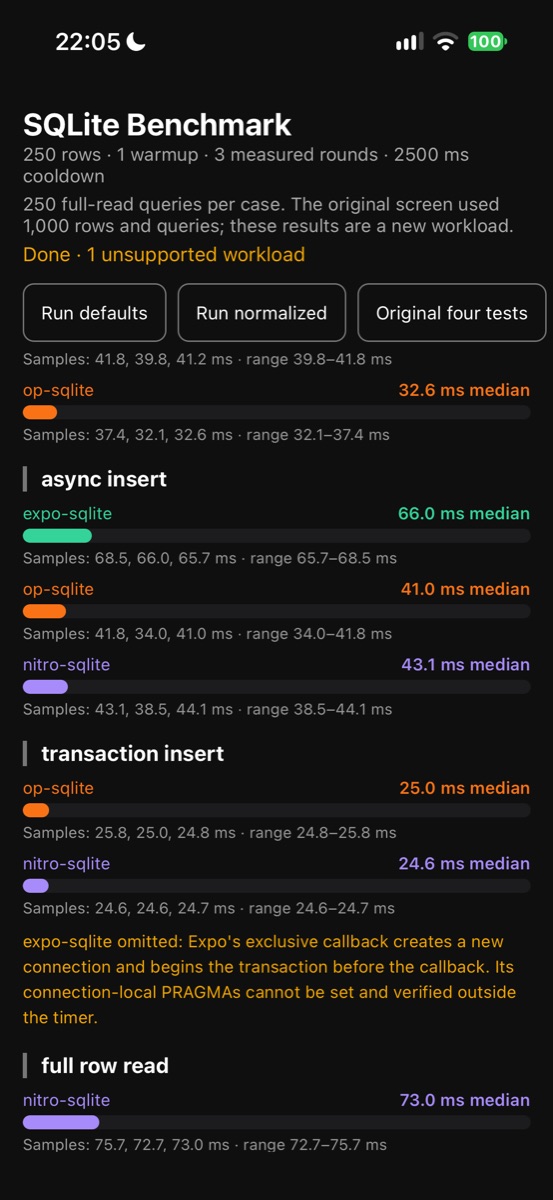 22:05
100
SQLite Benchmark
250 rows · 1 warmup · 3 measured rounds · 2500 ms
cooldown
250 full-read queries per case. The original screen used
1,000 rows and queries; these results are a new workload.
Done · 1 unsupported workload
Run defaults
Run normalized
Original four tests
Samples: 41.8, 39.8, 41.2 ms · range 39.8–41.8 ms
op-sqlite 32.6 ms median
Samples: 37.4, 32.1, 32.6 ms · range 32.1–37.4 ms
async insert
expo-sqlite 66.0 ms median
Samples: 68.5, 66.0, 65.7 ms · range 65.7–68.5 ms
op-sqlite 41.0 ms median
Samples: 41.8, 34.0, 41.0 ms · range 34.0–41.8 ms
nitro-sqlite 43.1 ms median
Samples: 43.1, 38.5, 44.1 ms · range 38.5–44.1 ms
transaction insert
op-sqlite 25.0 ms median
Samples: 25.8, 25.0, 24.8 ms · range 24.8–25.8 ms
nitro-sqlite 24.6 ms median
Samples: 24.6, 24.6, 24.7 ms · range 24.6–24.7 ms
expo-sqlite omitted: Expo's exclusive callback creates a new
connection and begins the transaction before the callback. Its
connection-local PRAGMAs cannot be set and verified outside
the timer.
full row read
nitro-sqlite 73.0 ms median
Samples: 75.7, 72.7, 73.0 ms · range 72.7–75.7 ms